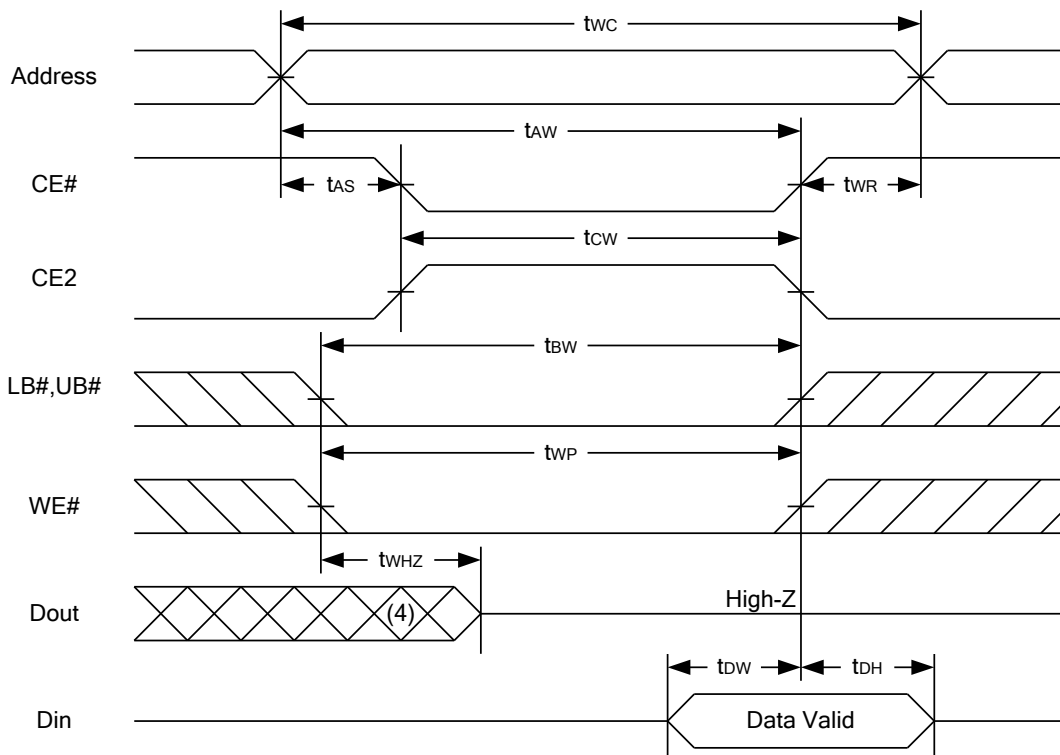 tWC
Address
tAW
CE#
tAS
tWR
tCW
CE2
tBW
LB#,UB#
tWP
WE#
tWHZ
Dout
(4)
High-Z
tDW
tDH
Din
Data Valid